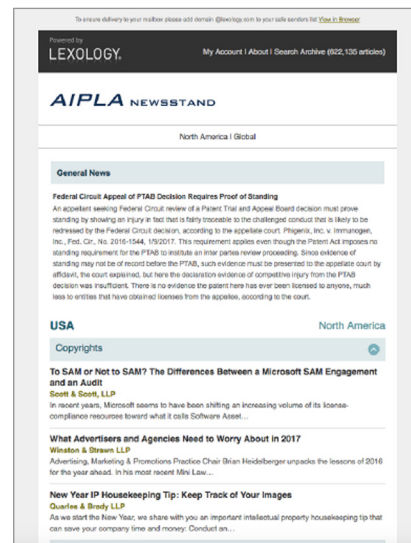 To ensure delivery to your mailbox please add domain @lexology.com to your safe senders list View in Browser
Powered by
LEXOLOGY.
My Account | About | Search Archive (622,135 articles)
AIPLA NEWSSTAND
North America | Global
General News
Federal Circuit Appeal of PTAB Decision Requires Proof of Standing
An appellant seeking Federal Circuit review of a Patent Trial and Appeal Board decision must prove
standing by showing an injury in fact that is fairly traceable to the challenged conduct that is likely to be
redressed by the Federal Circuit decision, according to the appellate court. Phigenix, Inc. v. Immunogen,
Inc., Fed. Cir., No. 2016-1544, 1/9/2017. This requirement applies even though the Patent Act imposes no
standing requirement for the PTAB to institute an inter partes review proceeding. Since evidence of
standing may not be of record before the PTAB, such evidence must be presented to the appellate court by
affidavit, the court explained, but here the declaration evidence of competitive injury from the PTAB
decision was insufficient. There is no evidence the patent here has ever been licensed to anyone, much
less to entities that have obtained licenses from the appellee, according to the court.
USA
North America
Copyrights
To SAM or Not to SAM? The Differences Between a Microsoft SAM Engagement
and an Audit
Scott & Scott, LLP
In recent years, Microsoft seems to have been shifting an increasing volume of its license-
compliance resources toward what it calls Software Asset...
What Advertisers and Agencies Need to Worry About in 2017
Winston & Strawn LLP
Advertising, Marketing & Promotions Practice Chair Brian Heidelberger unpacks the lessons of 2016
for the year ahead. In his most recent Mini Law...
New Year IP Housekeeping Tip: Keep Track of Your Images
Quarles & Brady LLP
As we start the New Year, we share with you an important intellectual property housekeeping tip that
can save your company time and money: Conduct an...